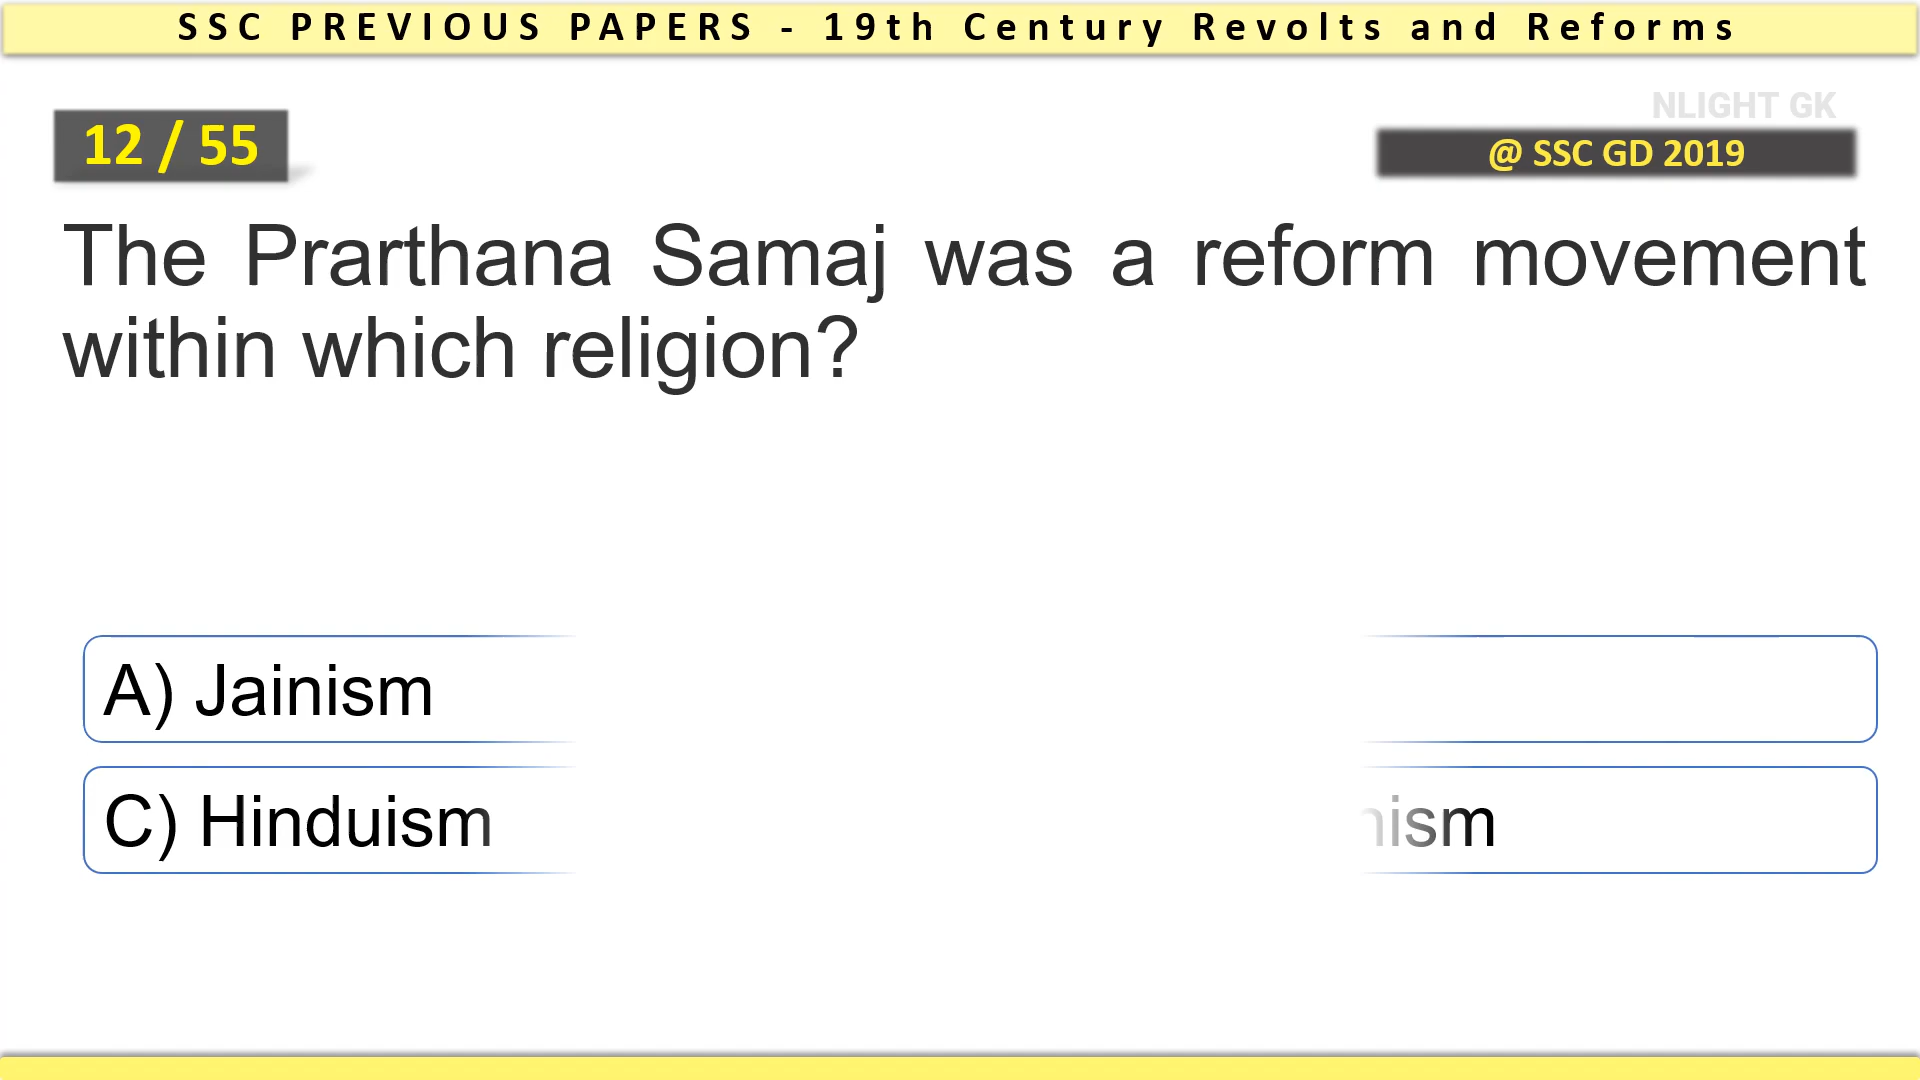 SSC PREVIOUS PAPERS - 19th Century Revolts and Reforms
NLIGHT GK
12 / 55
@ SSC GD 2019
The Prarthana Samaj was a reform movement
within which religion?
A) Jainism
C) Hinduism